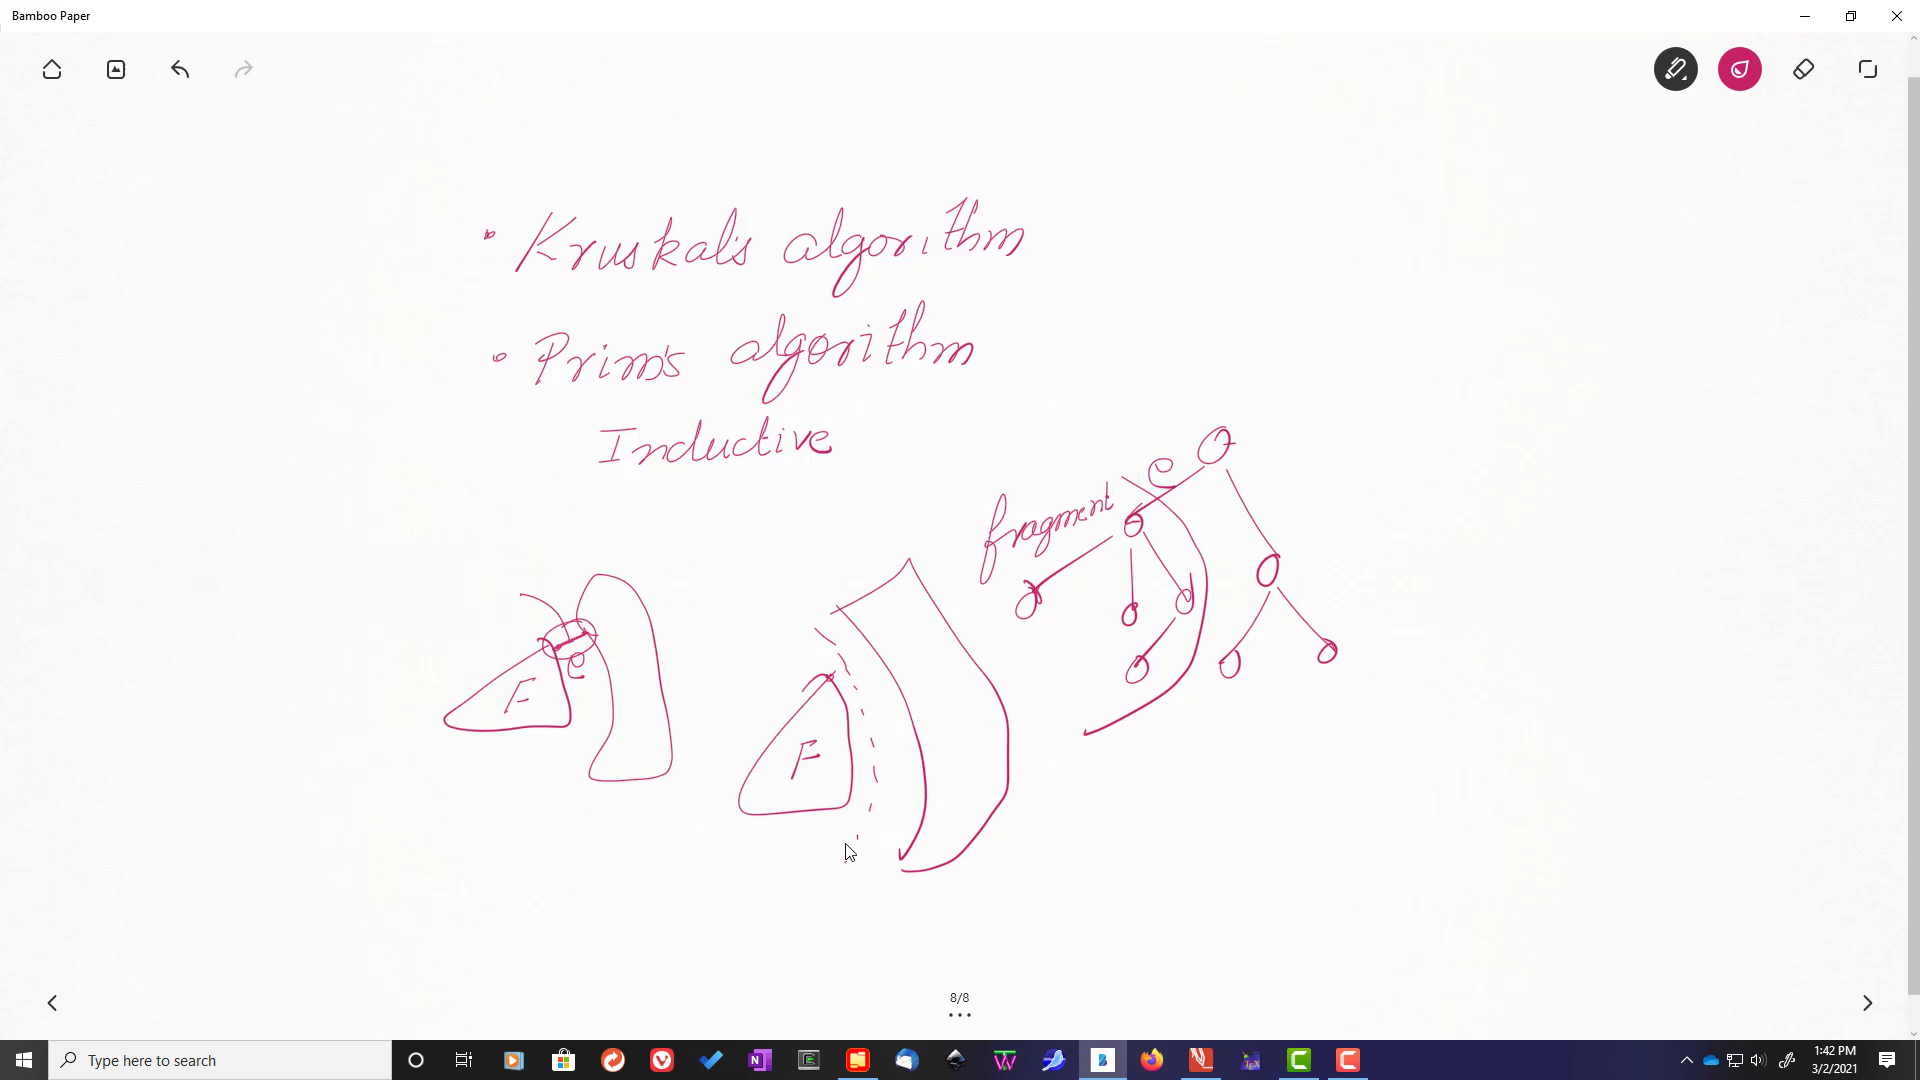 Bamboo Paper
• Kruskal's algorithm
• Prim's algorithm
Inductive
fragment
e
F
e
F
8/8
Type here to search
1:42 PM
3/2/2021